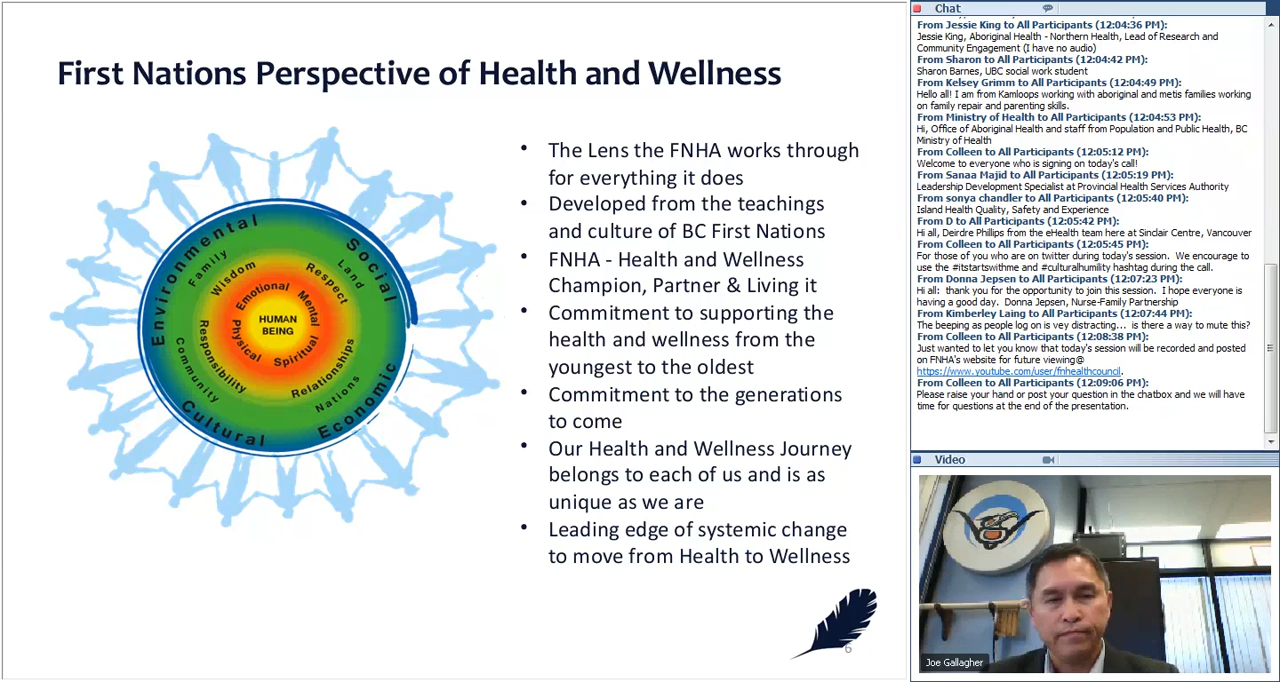 First Nations Perspective of Health and Wellness
Environmental
Social
Economic
Cultural
Family
Land
Nations
Community
Wisdom
Respect
Relationships
Responsibility
Emotional
Mental
Spiritual
Physical
HUMAN
BEING
• The Lens the FNHA works through
for everything it does
• Developed from the teachings
and culture of BC First Nations
• FNHA - Health and Wellness
Champion, Partner & Living it
• Commitment to supporting the
health and wellness from the
youngest to the oldest
• Commitment to the generations
to come
• Our Health and Wellness Journey
belongs to each of us and is as
unique as we are
• Leading edge of systemic change
to move from Health to Wellness
6
Chat
From Jessie King to All Participants (12:04:36 PM):
Jessie King, Aboriginal Health - Northern Health, Lead of Research and
Community Engagement (I have no audio)
From Sharon to All Participants (12:04:42 PM):
Sharon Barnes, UBC social work student
From Kelsey Grimm to All Participants (12:04:49 PM):
Hello all! I am from Kamloops working with aboriginal and metis families working
on family repair and parenting skills.
From Ministry of Health to All Participants (12:04:53 PM):
Hi, Office of Aboriginal Health and staff from Population and Public Health, BC
Ministry of Health
From Colleen to All Participants (12:05:12 PM):
Welcome to everyone who is signing on today's call!
From Sanaa Majid to All Participants (12:05:19 PM):
Leadership Development Specialist at Provincial Health Services Authority
From sonya chandler to All Participants (12:05:40 PM):
Island Health Quality, Safety and Experience
From D to All Participants (12:05:42 PM):
Hi all, Deirdre Phillips from the eHealth team here at Sinclair Centre, Vancouver
From Colleen to All Participants (12:05:45 PM):
For those of you who are on twitter during today's session. We encourage to
use the #itstartswithme and #culturalhumility hashtag during the call.
From Donna Jepsen to All Participants (12:07:23 PM):
Hi all: thank you for the opportunity to join this session. I hope everyone is
having a good day. Donna Jepsen, Nurse-Family Partnership
From Kimberley Laing to All Participants (12:07:44 PM):
The beeping as people log on is vey distracting... is there a way to mute this?
From Colleen to All Participants (12:08:38 PM):
Just wanted to let you know that today's session will be recorded and posted
on FNHA's website for future viewing@
https://www.youtube.com/user/fnhealthcouncil.
From Colleen to All Participants (12:09:06 PM):
Please raise your hand or post your question in the chatbox and we will have
time for questions at the end of the presentation.
Video
Joe Gallagher